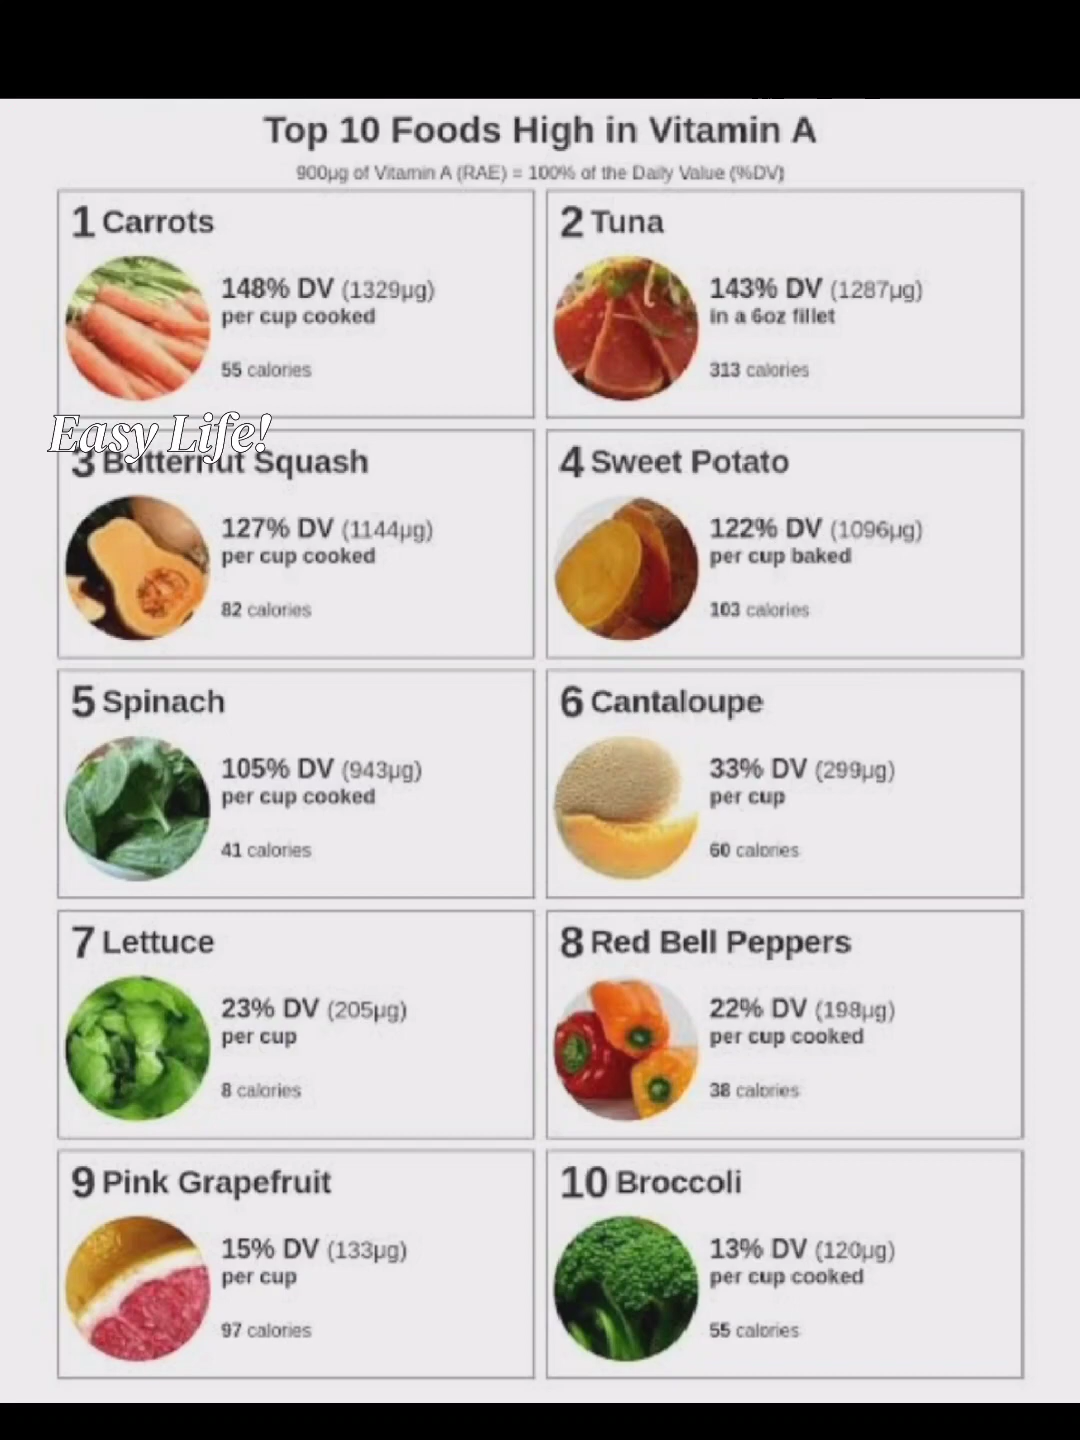 Top 10 Foods High in Vitamin A
900µg of Vitamin A (RAE) = 100% of the Daily Value (%DV)
1 Carrots
148% DV (1329µg)
per cup cooked
55 calories
2 Tuna
143% DV (1287µg)
in a 6oz fillet
313 calories
Easy Life!
3 Butternut Squash
127% DV (1144µg)
per cup cooked
82 calories
4 Sweet Potato
122% DV (1096µg)
per cup baked
103 calories
5 Spinach
105% DV (943µg)
per cup cooked
41 calories
6 Cantaloupe
33% DV (299µg)
per cup
60 calories
7 Lettuce
23% DV (205µg)
per cup
8 calories
8 Red Bell Peppers
22% DV (198µg)
per cup cooked
38 calories
9 Pink Grapefruit
15% DV (133µg)
per cup
97 calories
10 Broccoli
13% DV (120µg)
per cup cooked
55 calories